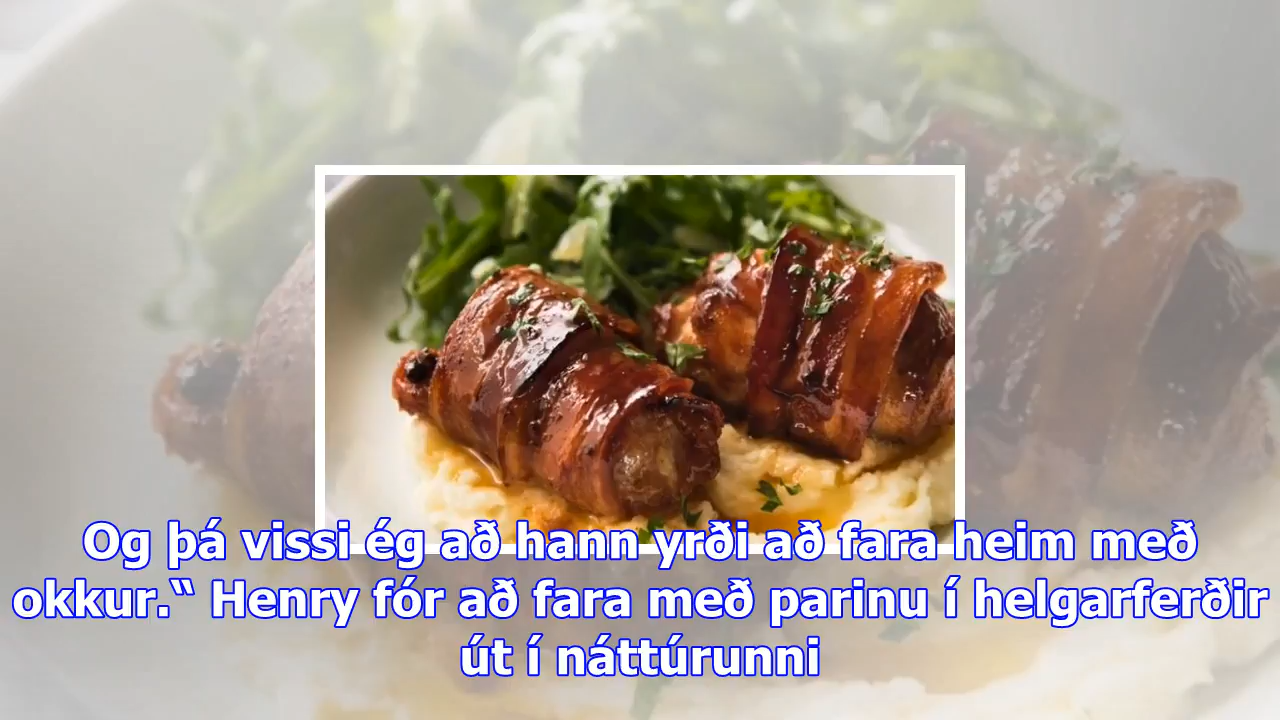 Og þá vissi ég að hann yrði að fara heim með
okkur.“ Henry fór að fara með parinu í helgarferðir
út í náttúrunni